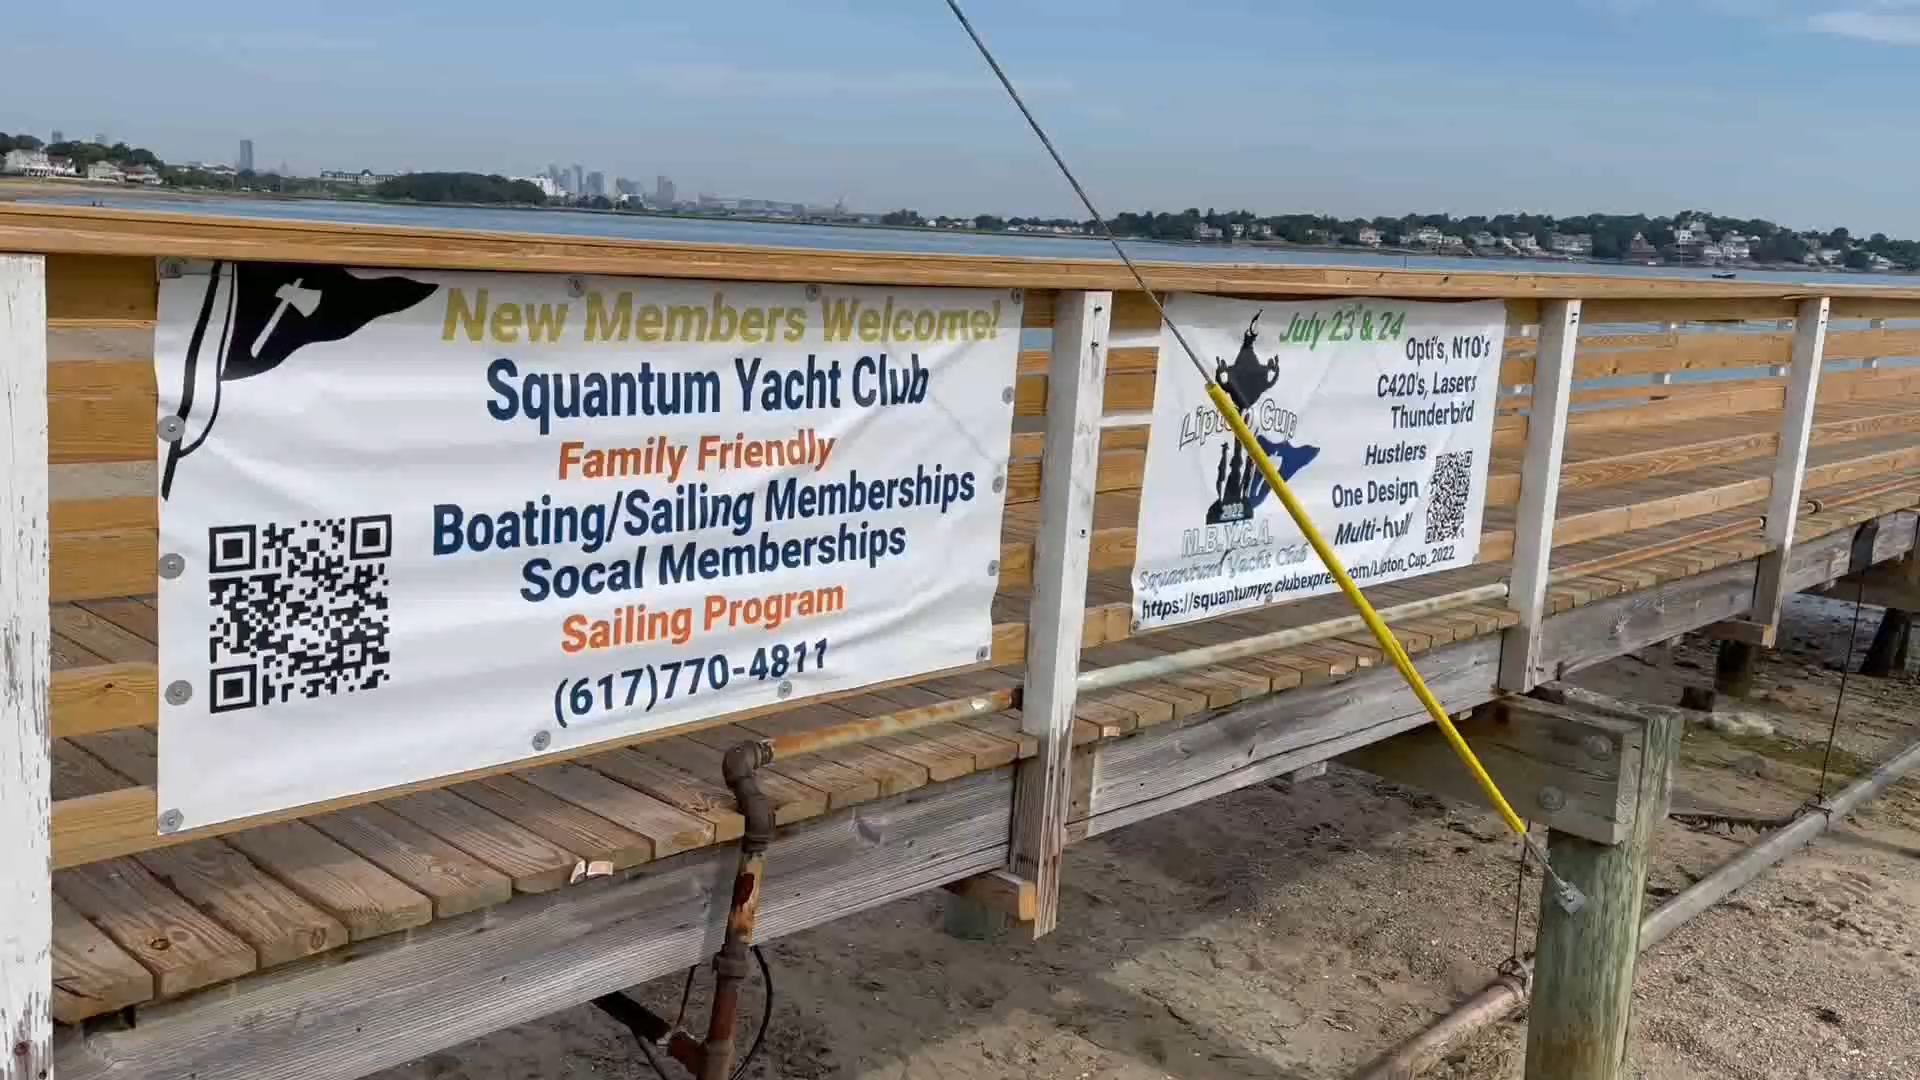 New Members Welcome!
Squantum Yacht Club
Family Friendly
Boating/Sailing Memberships
Socal Memberships
Sailing Program
(617)770-4811
July 23 & 24
Opti's, N10's
C420's, Lasers
Thunderbird
Hustlers
One Design
Multi-hull
Lipton Cup
2022
M.B.Y.C.A.
Squantum Yacht Club
https://squantumyc.clubexpress.com/Lipton_Cup_2022